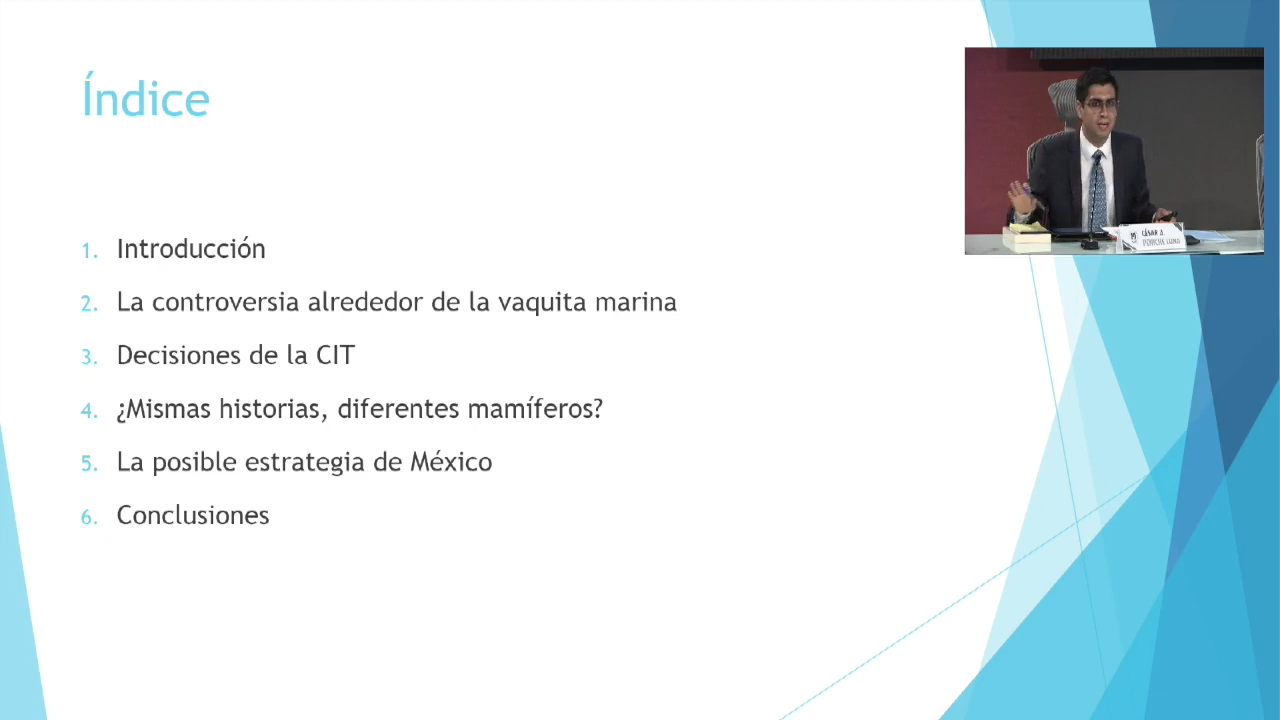 Índice
1. Introducción
2. La controversia alrededor de la vaquita marina
3. Decisiones de la CIT
4. ¿Mismas historias, diferentes mamíferos?
5. La posible estrategia de México
6. Conclusiones
CÉSAR A.